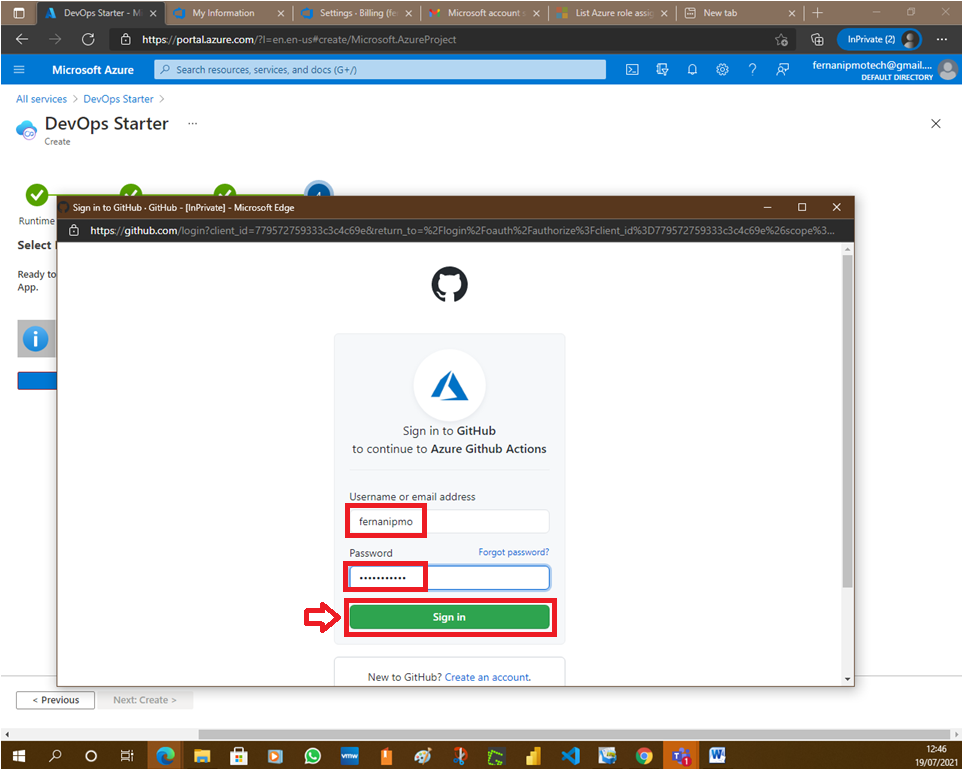 DevOps Starter - Mi
My Information
Settings · Billing (fe
Microsoft account s
List Azure role assig
New tab
https://portal.azure.com/?l=en.en-us#create/Microsoft.AzureProject
InPrivate (2)
Microsoft Azure
Search resources, services, and docs (G+/)
fernanipmotech@gmail....
DEFAULT DIRECTORY
All services > DevOps Starter >
DevOps Starter ...
Create
4
Runtime
Sign in to GitHub · GitHub - [InPrivate] - Microsoft Edge
https://github.com/login?client_id=779572759333c3c4c69e&return_to=%2Flogin%2Foauth%2Fauthorize%3Fclient_id%3D779572759333c3c4c69e%26scope%3...
Select
Ready to
App.
Sign in to GitHub
to continue to Azure Github Actions
Username or email address
fernanipmo
Password Forgot password?
Sign in
New to GitHub? Create an account.
< Previous
Next: Create >
vmw
12:46
19/07/2021